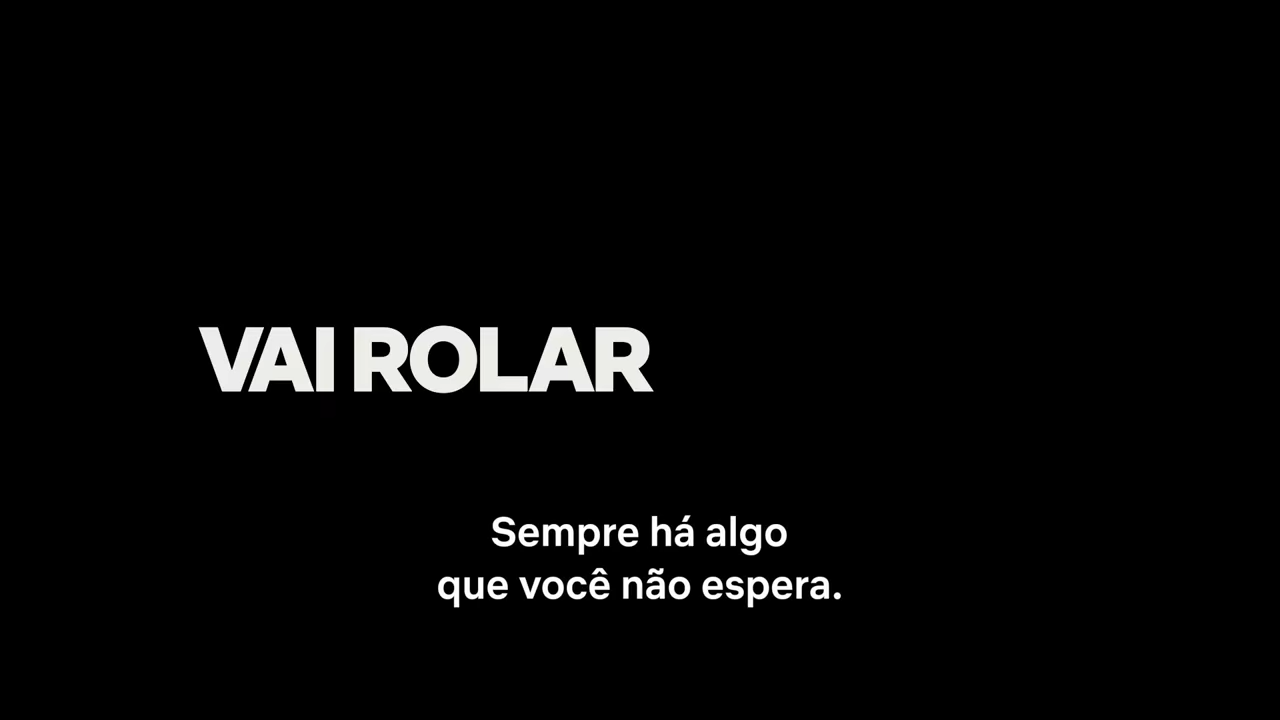 VAI ROLAR
Sempre há algo
que você não espera.